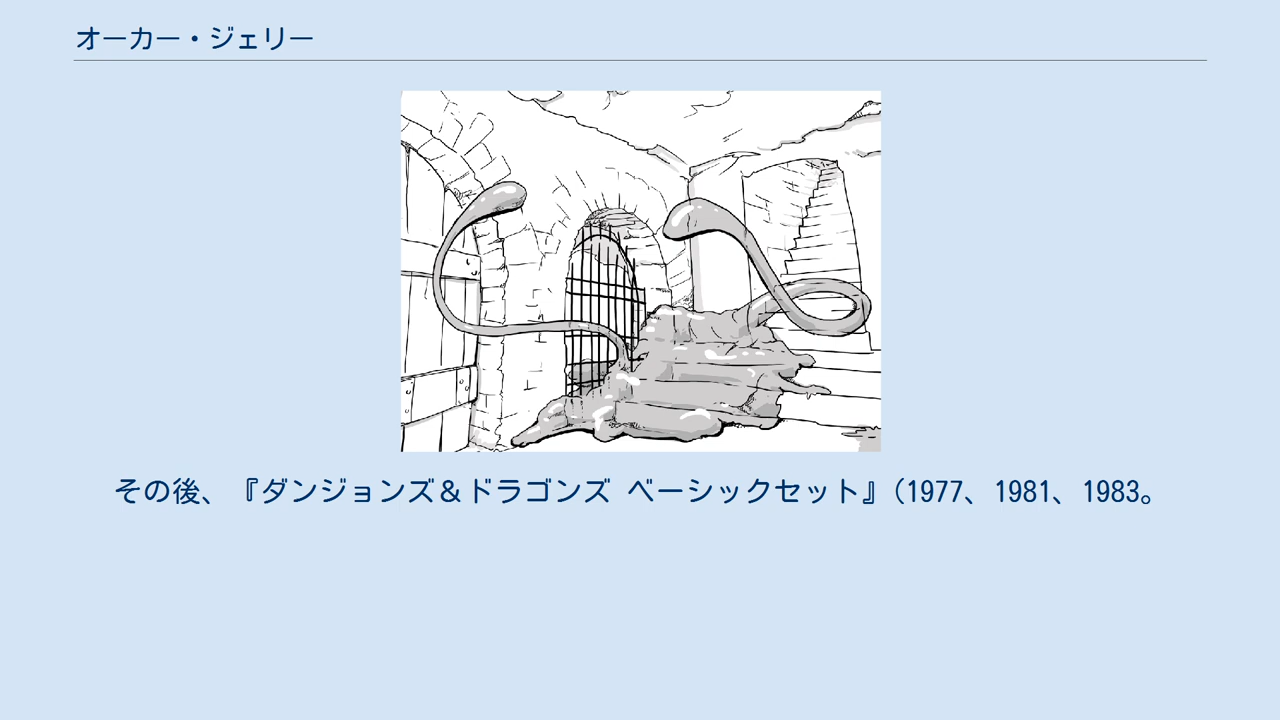 オーカー・ジェリー
その後、『ダンジョンズ＆ドラゴンズ ベーシックセット』（1977、1981、1983。